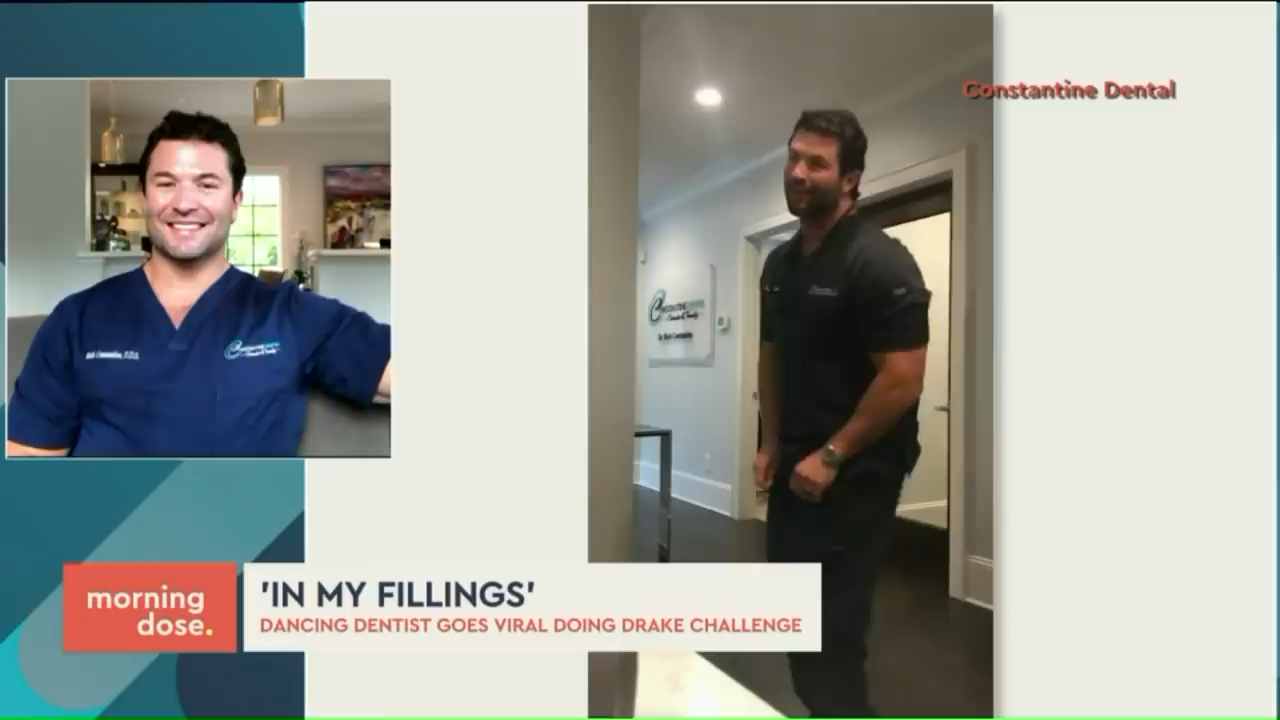 Constantine Dental
morning
dose.
'IN MY FILLINGS'
DANCING DENTIST GOES VIRAL DOING DRAKE CHALLENGE